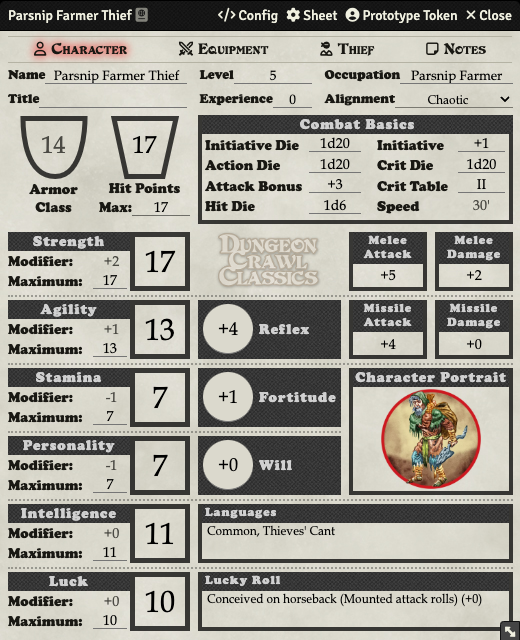 Parsnip Farmer Thief Config Sheet Prototype Token Close
Character Equipment Thief Notes
Name Parsnip Farmer Thief Level 5 Occupation Parsnip Farmer
Title Experience 0 Alignment Chaotic
14 17 Combat Basics
Initiative Die 1d20 Initiative +1
Action Die 1d20 Crit Die 1d20
Armor Class Hit Points Attack Bonus +3 Crit Table II
Max: 17 Hit Die 1d6 Speed 30'
Strength
Modifier: +2
Maximum: 17
17
Dungeon
Crawl
Classics
Melee Attack
+5
Melee Damage
+2
Agility
Modifier: +1
Maximum: 13
13
+4 Reflex
Missile Attack
+4
Missile Damage
+0
Stamina
Modifier: -1
Maximum: 7
7
+1 Fortitude
Character Portrait
Personality
Modifier: -1
Maximum: 7
7
+0 Will
Intelligence
Modifier: +0
Maximum: 11
11
Languages
Common, Thieves' Cant
Luck
Modifier: +0
Maximum: 10
10
Lucky Roll
Conceived on horseback (Mounted attack rolls) (+0)